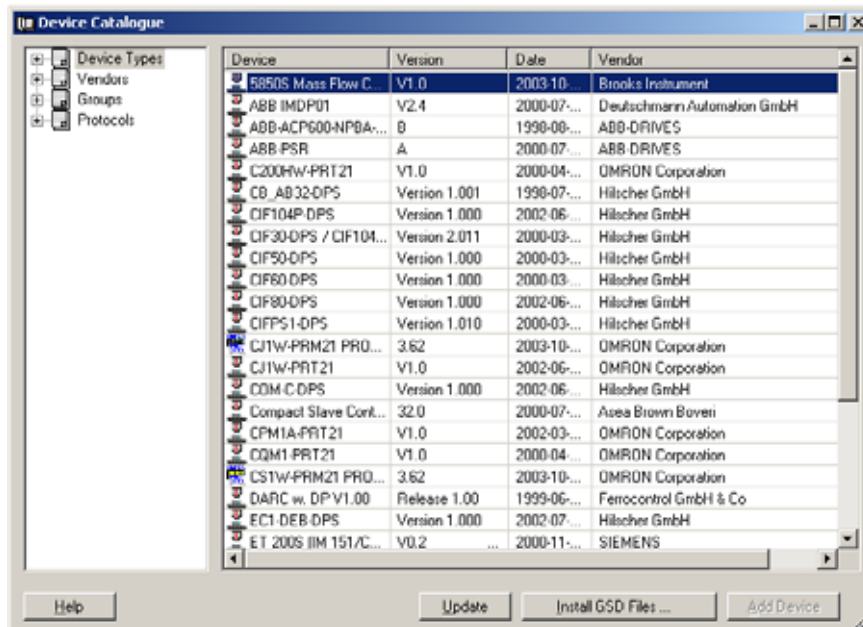 Device Catalogue
Device Types
Vendors
Groups
Protocols
Device Version Date Vendor
5850S Mass Flow C... V1.0 2003-10-... Brooks Instrument
ABB IMDP01 V2.4 2000-07-... Deutschmann Automation GmbH
ABB-ACP600-NPBA-... B 1998-08-... ABB-DRIVES
ABB-PSR A 2000-07-... ABB-DRIVES
C200HW-PRT21 V1.0 2000-04-... OMRON Corporation
CB_AB32-DPS Version 1.001 1998-07-... Hilscher GmbH
CIF104P-DPS Version 1.000 2002-06-... Hilscher GmbH
CIF30-DPS / CIF104... Version 2.011 2000-03-... Hilscher GmbH
CIF50-DPS Version 1.000 2000-03-... Hilscher GmbH
CIF60-DPS Version 1.000 2000-03-... Hilscher GmbH
CIF80-DPS Version 1.000 2002-06-... Hilscher GmbH
CIFPS1-DPS Version 1.010 2000-03-... Hilscher GmbH
CJ1W-PRM21 PRO... 3.62 2003-10-... OMRON Corporation
CJ1W-PRT21 V1.0 2002-06-... OMRON Corporation
COM-C-DPS Version 1.000 2002-06-... Hilscher GmbH
Compact Slave Cont... 32.0 2000-07-... Asea Brown Boveri
CPM1A-PRT21 V1.0 2002-03-... OMRON Corporation
CQM1-PRT21 V1.0 2000-04-... OMRON Corporation
CS1W-PRM21 PRO... 3.62 2003-10-... OMRON Corporation
DARC w. DP V1.00 Release 1.00 1999-06-... Ferrocontrol GmbH & Co
EC1-DEB-DPS Version 1.000 2002-07-... Hilscher GmbH
ET 200S (IM 151/C... V0.2 ... 2000-11-... SIEMENS
Help Update Install GSD Files ... Add Device